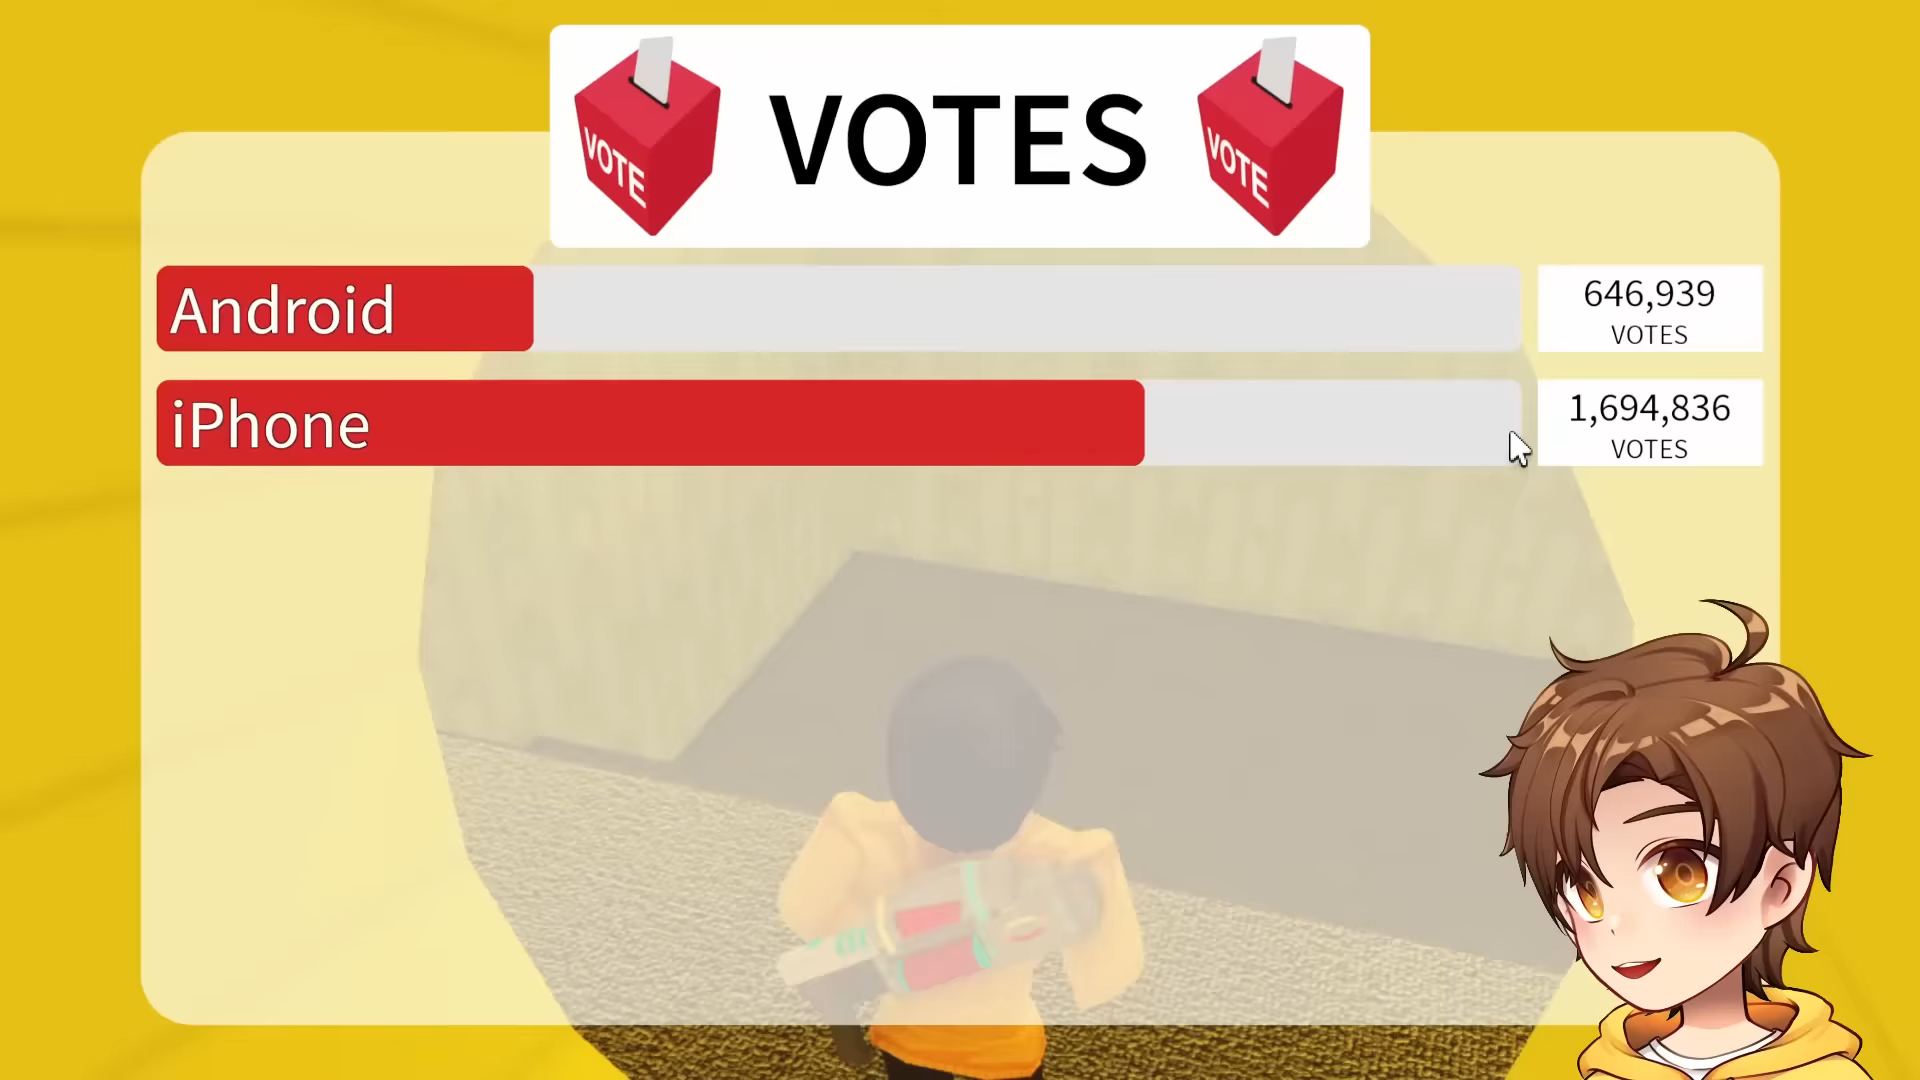 VOTE
VOTES
VOTE
Android
646,939
VOTES
iPhone
1,694,836
VOTES